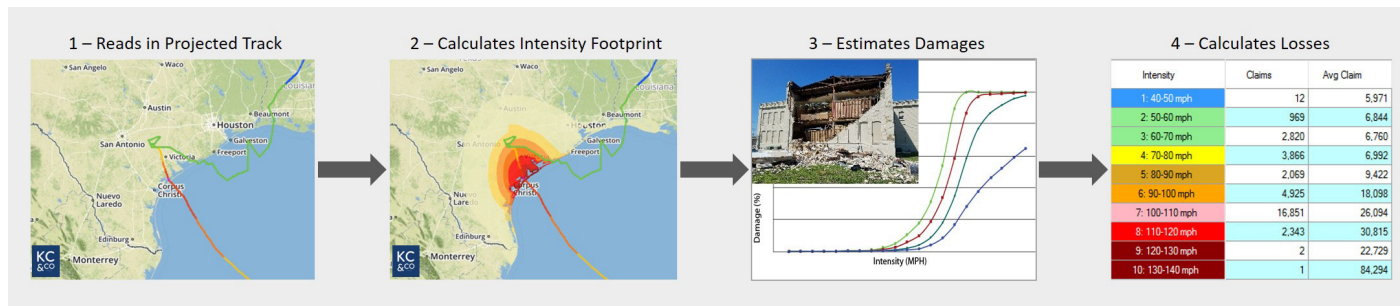 1 – Reads in Projected Track
2 – Calculates Intensity Footprint
3 – Estimates Damages
4 – Calculates Losses
San Angelo
Waco
Louisiana
Austin
Beaumont
Houston
San Antonio
Galveston
Freeport
Victoria
Corpus
Christi
Nuevo
Laredo
Edinburg
Monterrey
KC
&CO
San Angelo
Waco
Louisiana
Austin
Beaumont
Houston
San Antonio
Galveston
Freeport
Corpus
Christi
Laredo
Edinburg
Monterrey
KC
&CO
Damage (%)
Intensity (MPH)
Intensity Claims Avg Claim
1: 40-50 mph 12 5,971
2: 50-60 mph 969 6,844
3: 60-70 mph 2,820 6,760
4: 70-80 mph 3,866 6,992
5: 80-90 mph 2,069 9,422
6: 90-100 mph 4,925 18,098
7: 100-110 mph 16,851 26,094
8: 110-120 mph 2,343 30,815
9: 120-130 mph 2 22,729
10: 130-140 mph 1 84,294